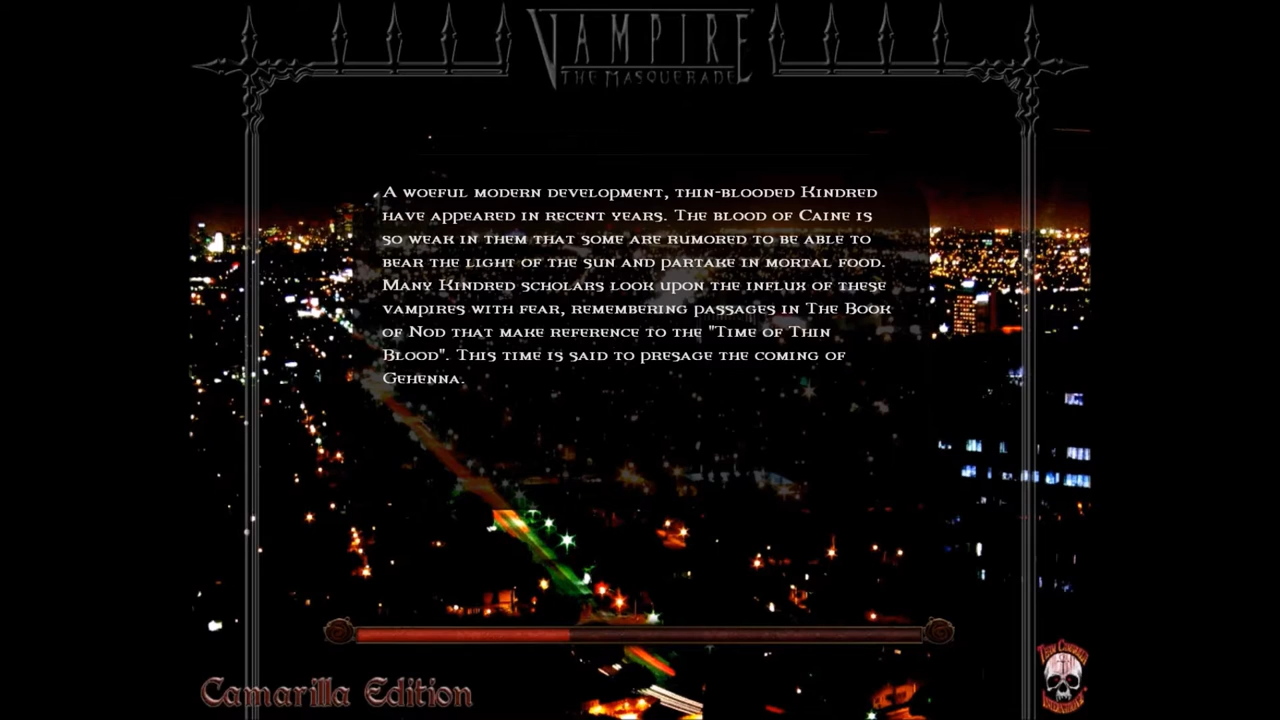 VAMPIRE
THE MASQUERADE
A woeful modern development, thin-blooded Kindred
have appeared in recent years. The blood of Caine is
so weak in them that some are rumored to be able to
bear the light of the sun and partake in mortal food.
Many Kindred scholars look upon the influx of these
vampires with fear, remembering passages in The Book
of Nod that make reference to the "Time of Thin
Blood". This time is said to presage the coming of
Gehenna.
Camarilla Edition